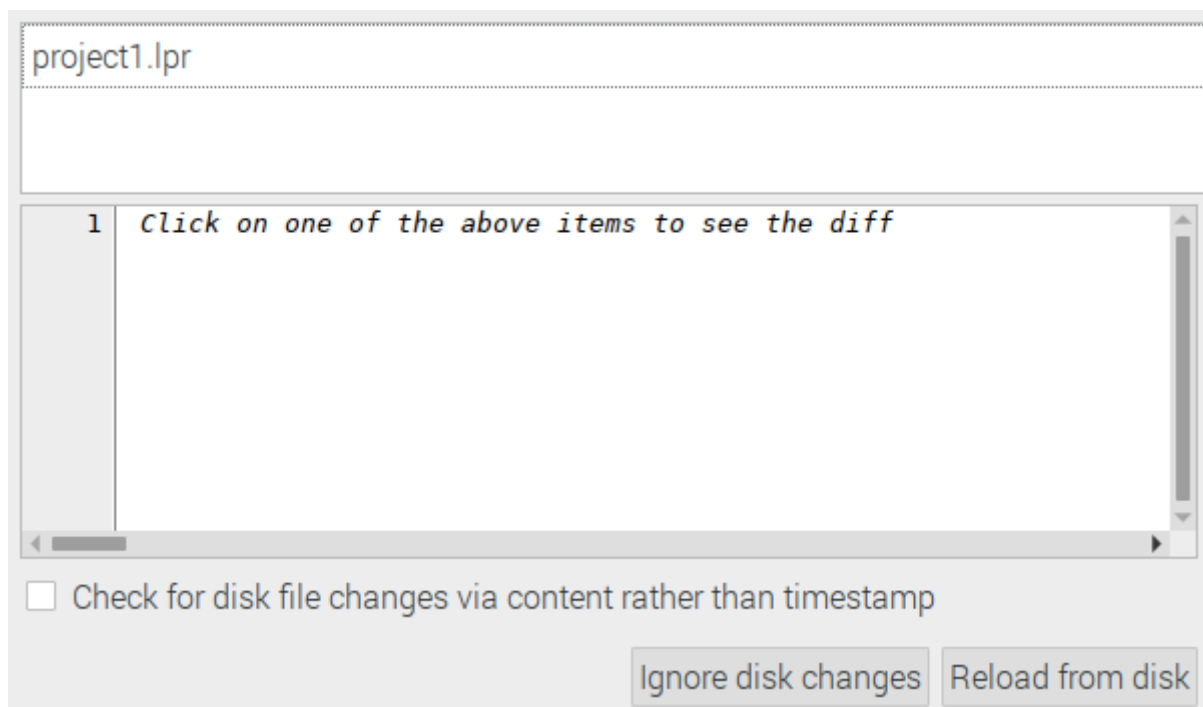 project1.lpr
1 Click on one of the above items to see the diff
Check for disk file changes via content rather than timestamp
Ignore disk changes Reload from disk